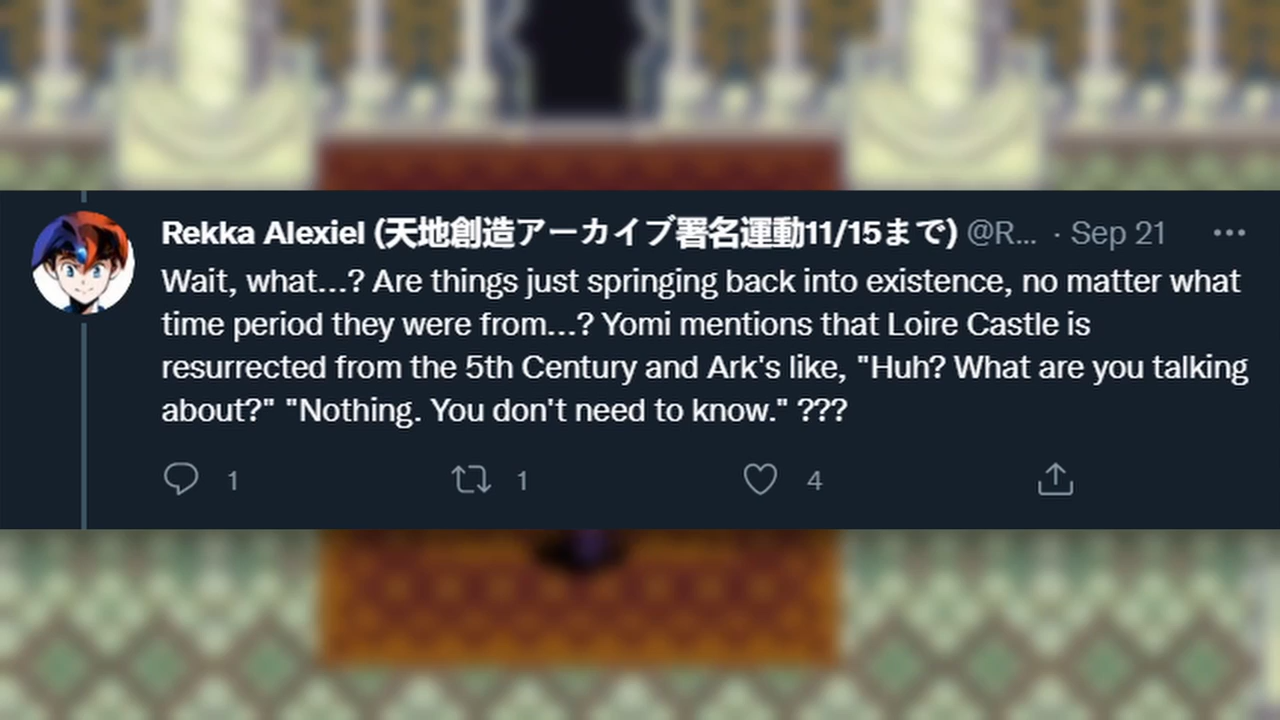 Rekka Alexiel (天地創造アーカイブ署名運動11/15まで) @R... · Sep 21
Wait, what...? Are things just springing back into existence, no matter what
time period they were from...? Yomi mentions that Loire Castle is
resurrected from the 5th Century and Ark's like, "Huh? What are you talking
about?" "Nothing. You don't need to know." ???
1 1 4